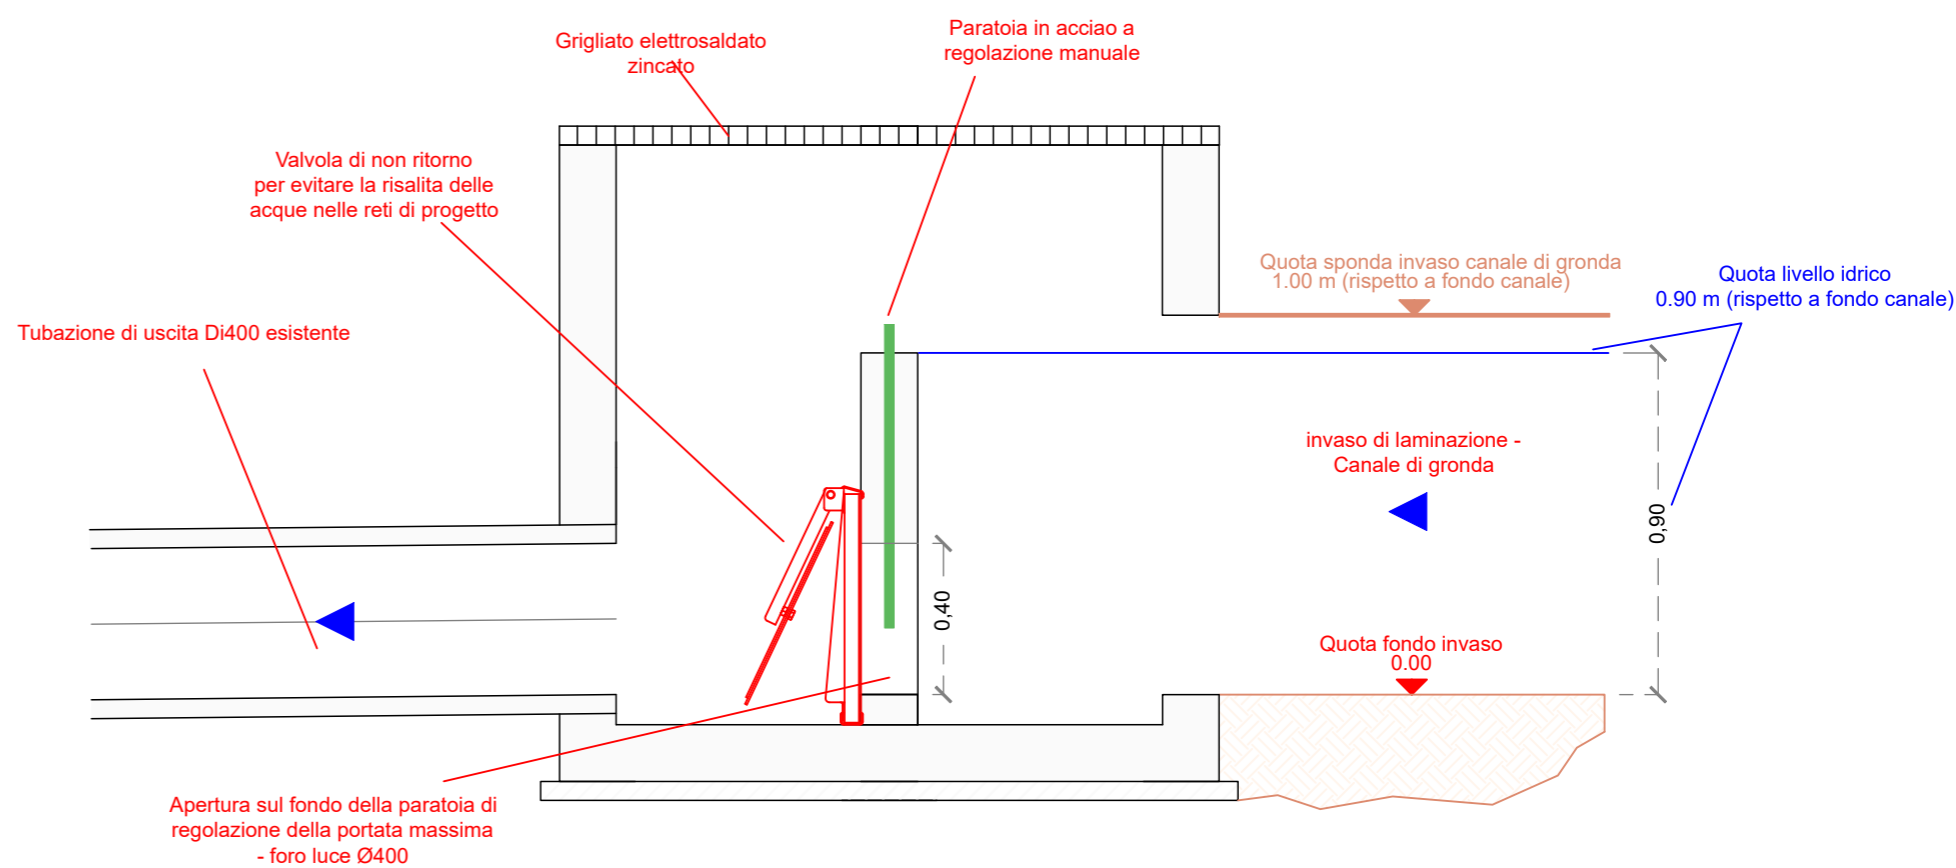 Paratoia in acciao a
regolazione manuale
Grigliato elettrosaldato
zincato
Valvola di non ritorno
per evitare la risalita delle
acque nelle reti di progetto
Quota sponda invaso canale di gronda
1.00 m (rispetto a fondo canale)
Quota livello idrico
0.90 m (rispetto a fondo canale)
Tubazione di uscita Di400 esistente
invaso di laminazione -
Canale di gronda
0,90
0,40
Quota fondo invaso
0.00
Apertura sul fondo della paratoia di
regolazione della portata massima
- foro luce Ø400